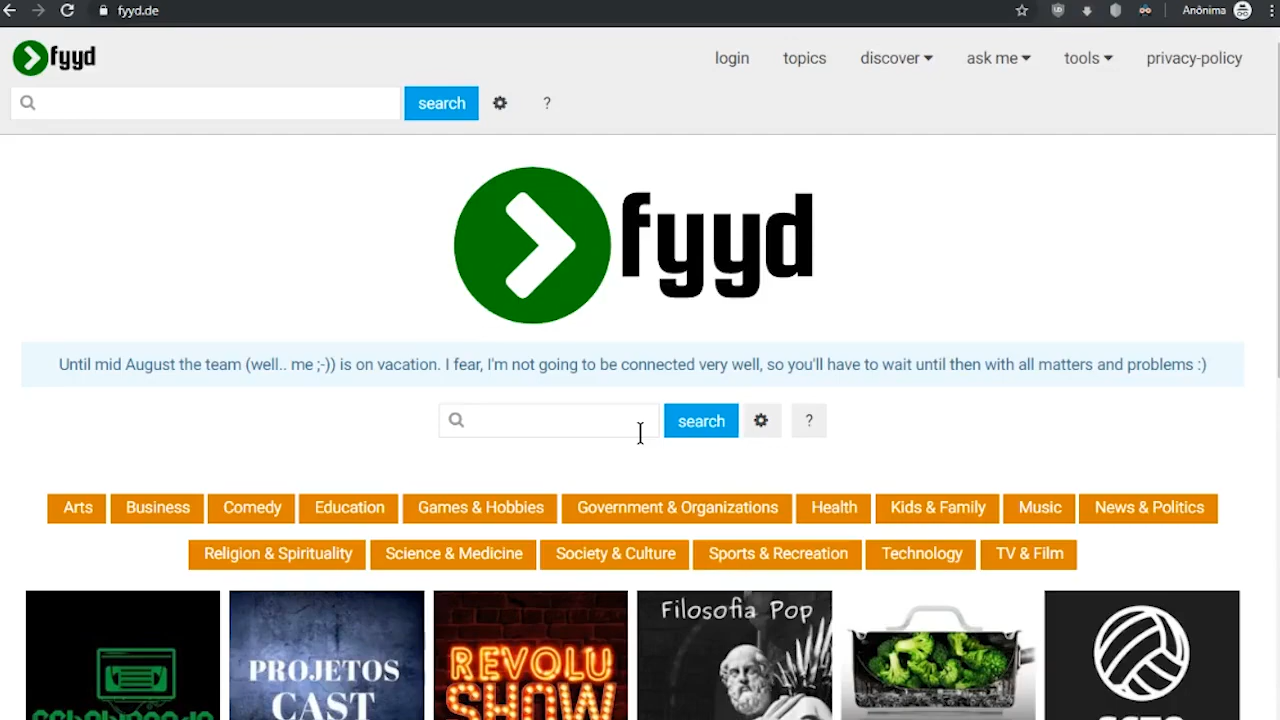 fyyd.de
Anônima
fyyd
login
topics
discover
ask me
tools
privacy-policy
search
?
fyyd
Until mid August the team (well.. me ;-)) is on vacation. I fear, I'm not going to be connected very well, so you'll have to wait until then with all matters and problems :)
search
?
Arts
Business
Comedy
Education
Games & Hobbies
Government & Organizations
Health
Kids & Family
Music
News & Politics
Religion & Spirituality
Science & Medicine
Society & Culture
Sports & Recreation
Technology
TV & Film
PROJETOS
CAST
REVOLU
SHOW
Filosofia Pop